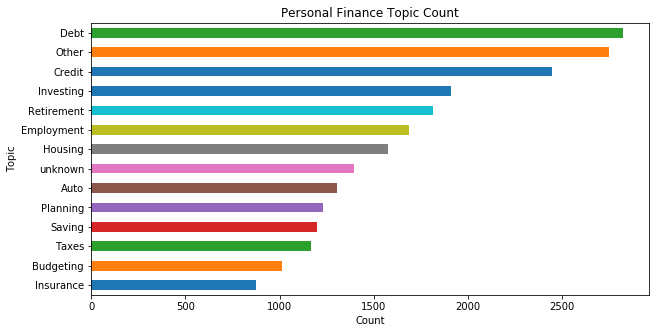 Personal Finance Topic Count
Debt
Other
Credit
Investing
Retirement
Employment
Housing
unknown
Auto
Planning
Saving
Taxes
Budgeting
Insurance
Topic
0 500 1000 1500 2000 2500
Count